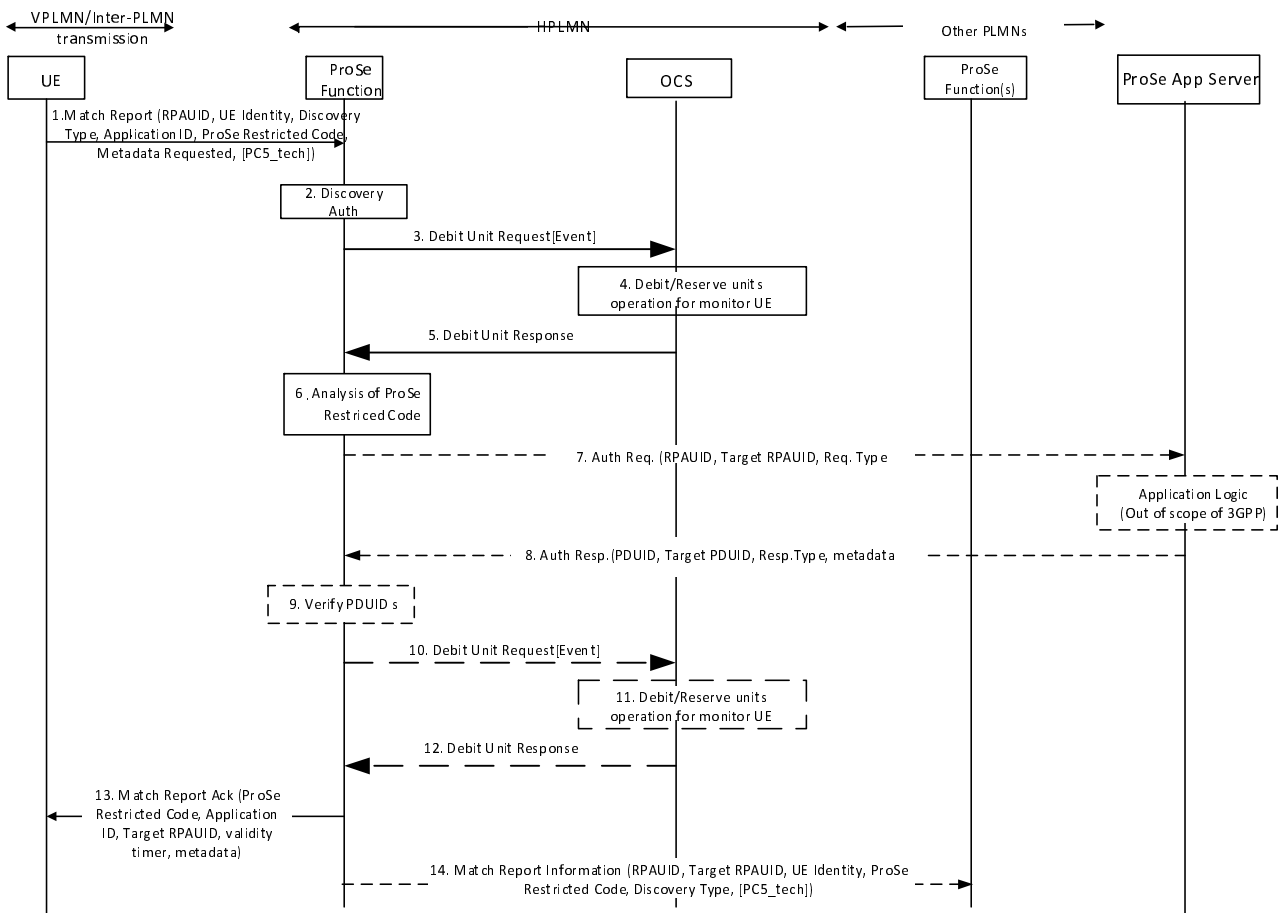 VPLMN/Inter-PLMN
transmission
HPLMN
Other PLMNs
UE
ProSe
Function
OCS
ProSe
Function(s)
ProSe App Server
1.Match Report (RPAUID, UE Identity, Discovery
Type, Application ID, ProSe Restricted Code,
Metadata Requested, [PC5_tech])
2. Discovery
Auth
3. Debit Unit Request[Event]
4. Debit/Reserve units
operation for monitor UE
5. Debit Unit Response
6 . Analysis of ProSe
Restriced Code
7. Auth Req. (RPAUID, Target RPAUID, Req. Type
Application Logic
(Out of scope of 3GPP)
8. Auth Resp.(PDUID, Target PDUID, Resp.Type, metadata
9. Verify PDUID s
10. Debit Unit Request[Event]
11. Debit/Reserve units
operation for monitor UE
12. Debit Unit Response
13. Match Report Ack (ProSe
Restricted Code, Application
ID, Target RPAUID, validity
timer, metadata)
14. Match Report Information (RPAUID, Target RPAUID, UE Identity, ProSe
Restricted Code, Discovery Type, [PC5_tech])